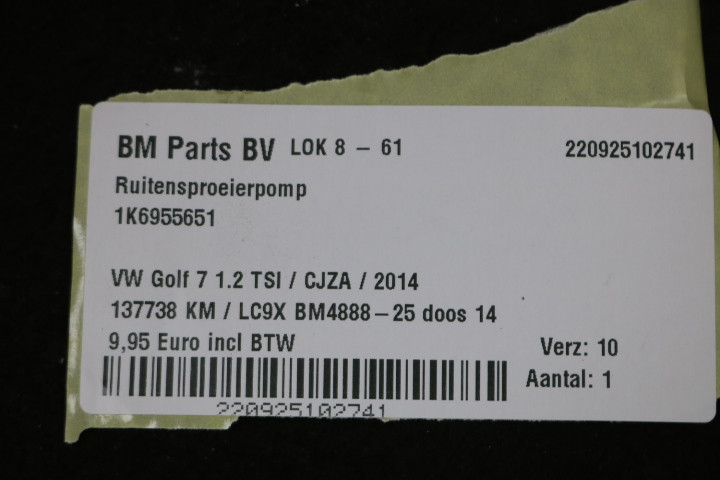 BM Parts BV LOK 8 - 61 220925102741
Ruitensproeierpomp
1K6955651
VW Golf 7 1.2 TSI / CJZA / 2014
137738 KM / LC9X BM4888-25 doos 14
9,95 Euro incl BTW Verz: 10
Aantal: 1
220925102741